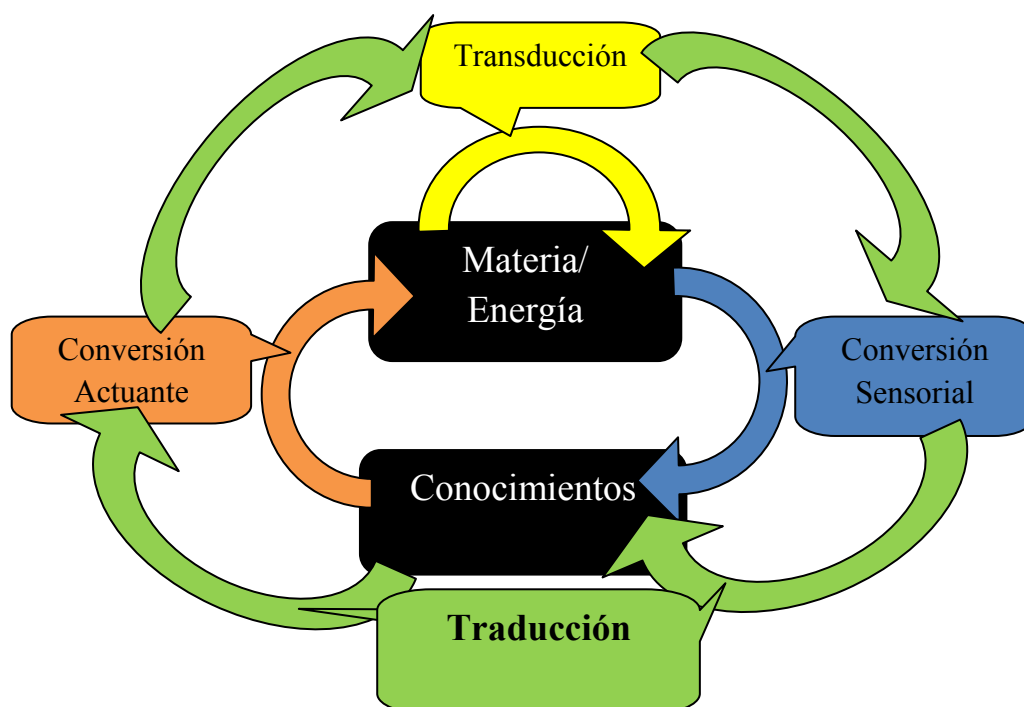 Transducción
Materia/
Energía
Conversión
Actuante
Conversión
Sensorial
Conocimientos
Traducción